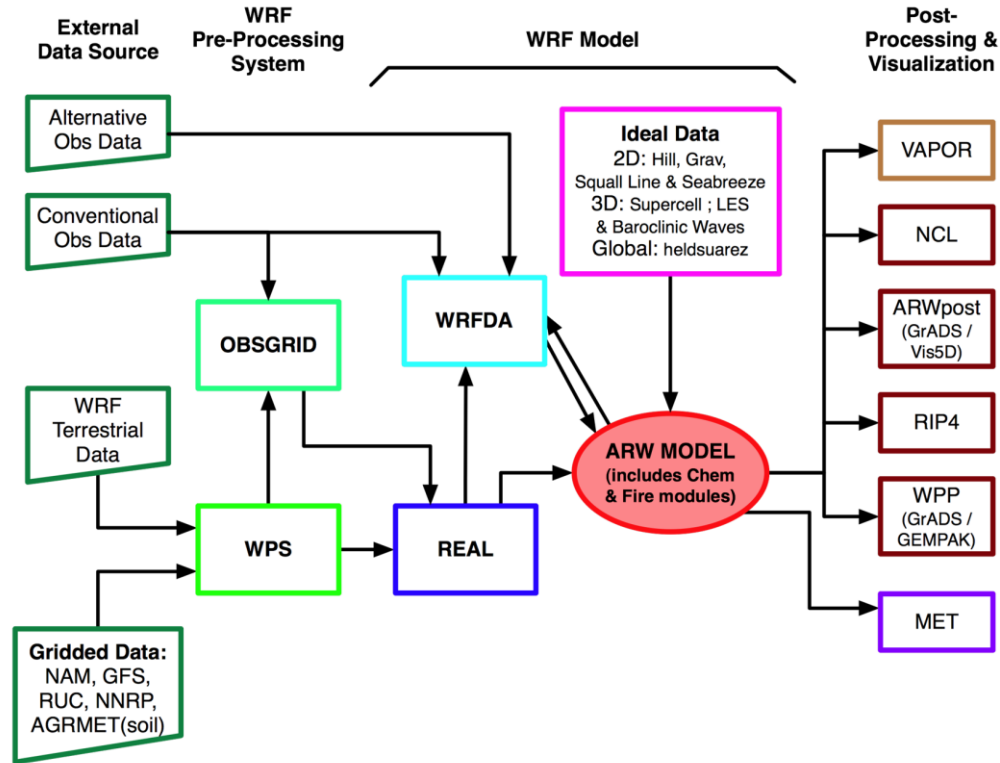 External
Data Source
WRF
Pre-Processing
System
WRF Model
Post-
Processing &
Visualization
Alternative
Obs Data
Conventional
Obs Data
WRF
Terrestrial
Data
Gridded Data:
NAM, GFS,
RUC, NNRP,
AGRMET(soil)
OBSGRID
WPS
WRFDA
REAL
Ideal Data
2D: Hill, Grav,
Squall Line & Seabreeze
3D: Supercell ; LES
& Baroclinic Waves
Global: heldsuarez
ARW MODEL
(includes Chem
& Fire modules)
VAPOR
NCL
ARWpost
(GrADS /
Vis5D)
RIP4
WPP
(GrADS /
GEMPAK)
MET